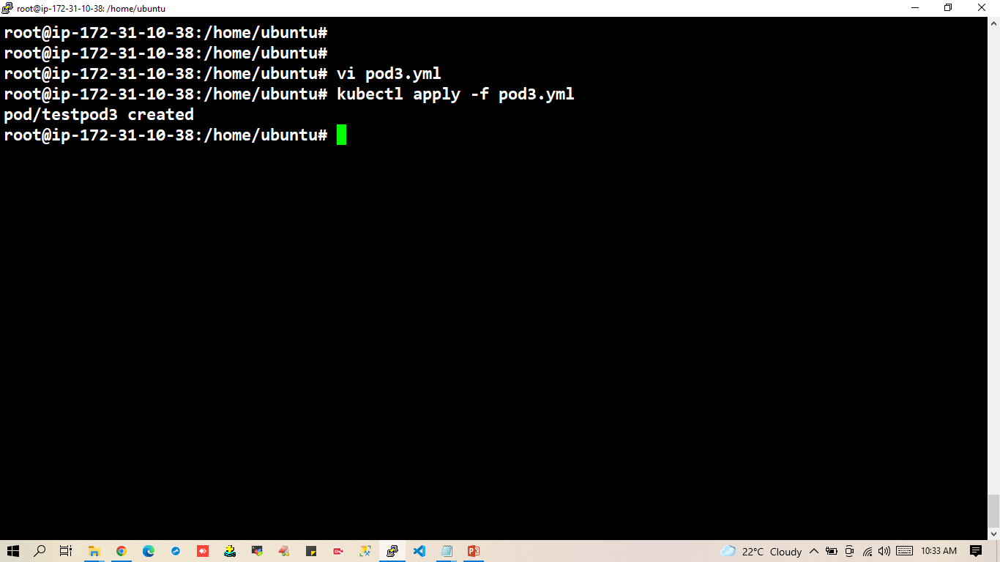 root@ip-172-31-10-38: /home/ubuntu
root@ip-172-31-10-38:/home/ubuntu#
root@ip-172-31-10-38:/home/ubuntu#
root@ip-172-31-10-38:/home/ubuntu# vi pod3.yml
root@ip-172-31-10-38:/home/ubuntu# kubectl apply -f pod3.yml
pod/testpod3 created
root@ip-172-31-10-38:/home/ubuntu#
22°C Cloudy 10:33 AM